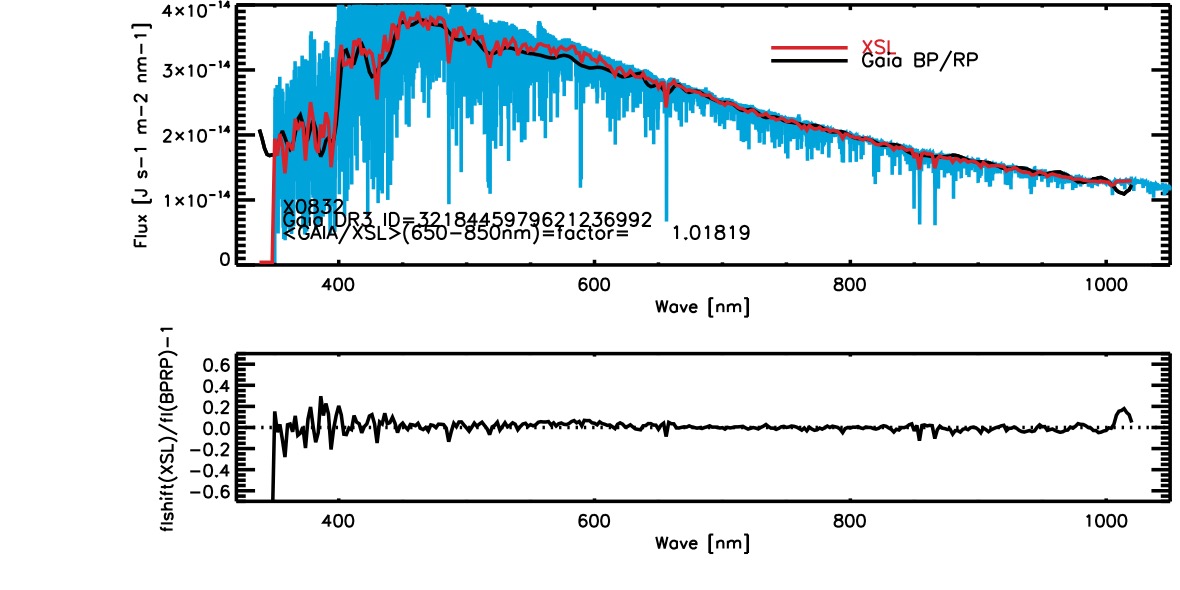 4×10−14
3×10−14
2×10−14
1×10−14
0
Flux [J s−1 m−2 nm−1]
XSL
Gaia BP/RP
X0832
Gaia DR3 ID=3218445979621236992
<GAIA/XSL>(650−850nm)=factor= 1.01819
400 600 800 1000
Wave [nm]
flshift(XSL)/fl(BPRP)−1
0.6
0.4
0.2
0.0
−0.2
−0.4
−0.6
400 600 800 1000
Wave [nm]